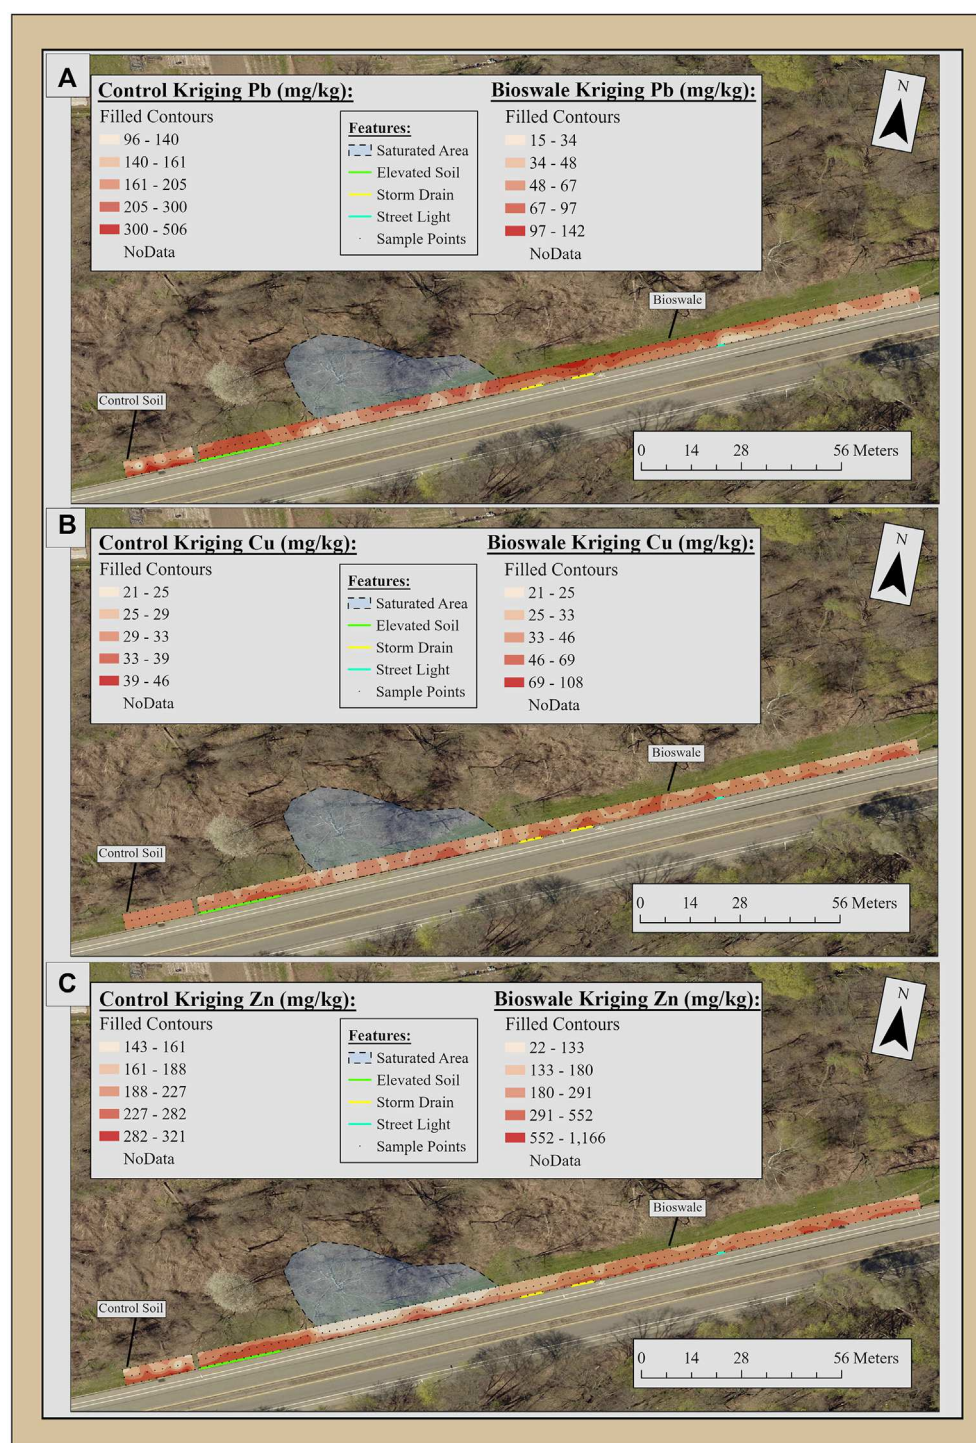 A
Control Kriging Pb (mg/kg):
Filled Contours
96 - 140
140 - 161
161 - 205
205 - 300
300 - 506
NoData
Features:
Saturated Area
Elevated Soil
Storm Drain
Street Light
Sample Points
Bioswale Kriging Pb (mg/kg):
Filled Contours
15 - 34
34 - 48
48 - 67
67 - 97
97 - 142
NoData
N
Bioswale
Control Soil
0 14 28 56 Meters
B
Control Kriging Cu (mg/kg):
Filled Contours
21 - 25
25 - 29
29 - 33
33 - 39
39 - 46
NoData
Features:
Saturated Area
Elevated Soil
Storm Drain
Street Light
Sample Points
Bioswale Kriging Cu (mg/kg):
Filled Contours
21 - 25
25 - 33
33 - 46
46 - 69
69 - 108
NoData
N
Bioswale
Control Soil
0 14 28 56 Meters
C
Control Kriging Zn (mg/kg):
Filled Contours
143 - 161
161 - 188
188 - 227
227 - 282
282 - 321
NoData
Features:
Saturated Area
Elevated Soil
Storm Drain
Street Light
Sample Points
Bioswale Kriging Zn (mg/kg):
Filled Contours
22 - 133
133 - 180
180 - 291
291 - 552
552 - 1,166
NoData
N
Bioswale
Control Soil
0 14 28 56 Meters